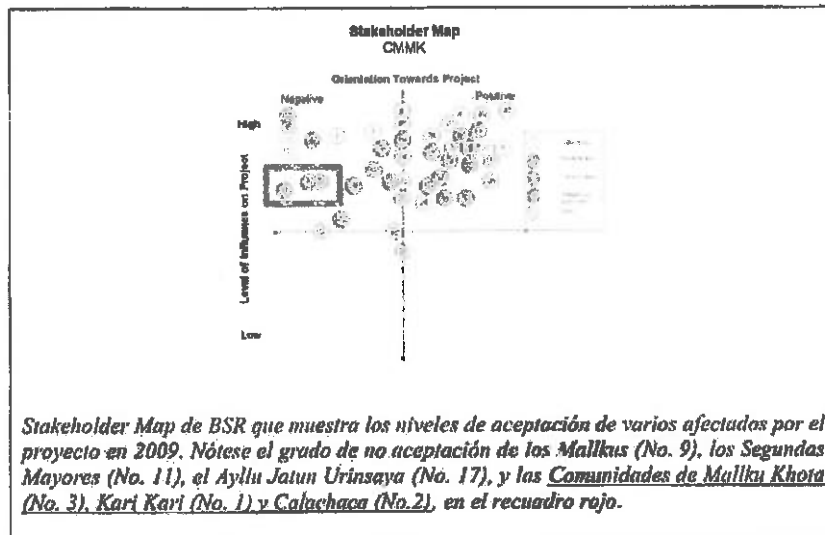 Stakeholder Map
CMMK
Orientation Towards Project
Negative
Positive
High
Level of Influence on Project
Low
Stakeholder Map de BSR que muestra los niveles de aceptación de varios afectados por el
proyecto en 2009. Nótese el grado de no aceptación de los Mallkus (No. 9), los Segundas
Mayores (No. 11), el Ayllu Jatun Urinsaya (No. 17), y las Comunidades de Mallku Khota
(No. 3), Kari Kari (No. 1) y Calachaca (No.2), en el recuadro rojo.